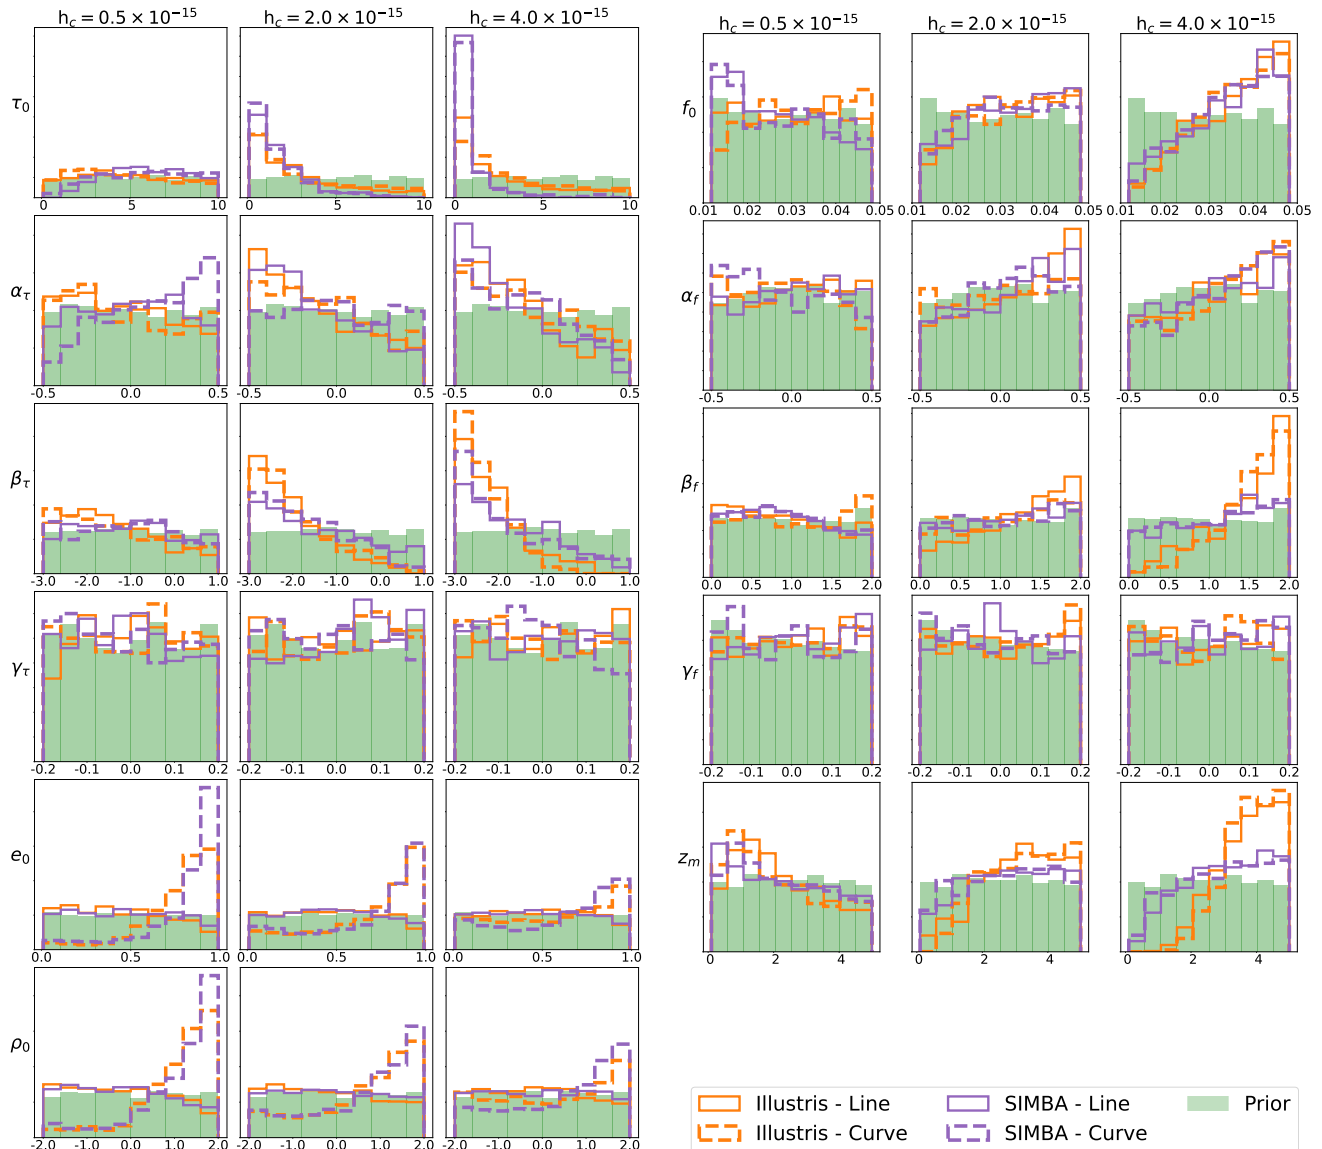 h_c = 0.5 × 10^{-15} h_c = 2.0 × 10^{-15} h_c = 4.0 × 10^{-15}
τ_0
0 5 10 0 5 10 0 5 10
α_τ
-0.5 0.0 0.5 -0.5 0.0 0.5 -0.5 0.0 0.5
β_τ
-3.0 -2.0 -1.0 0.0 1.0 -3.0 -2.0 -1.0 0.0 1.0 -3.0 -2.0 -1.0 0.0 1.0
γ_τ
-0.2 -0.1 0.0 0.1 0.2 -0.2 -0.1 0.0 0.1 0.2 -0.2 -0.1 0.0 0.1 0.2
e_0
0.0 0.5 1.0 0.0 0.5 1.0 0.0 0.5 1.0
ρ_0
-2.0 -1.0 0.0 1.0 2.0 -2.0 -1.0 0.0 1.0 2.0 -2.0 -1.0 0.0 1.0 2.0
h_c = 0.5 × 10^{-15} h_c = 2.0 × 10^{-15} h_c = 4.0 × 10^{-15}
f_0
0.01 0.02 0.03 0.04 0.05 0.01 0.02 0.03 0.04 0.05 0.01 0.02 0.03 0.04 0.05
α_f
-0.5 0.0 0.5 -0.5 0.0 0.5 -0.5 0.0 0.5
β_f
0.0 0.5 1.0 1.5 2.0 0.0 0.5 1.0 1.5 2.0 0.0 0.5 1.0 1.5 2.0
γ_f
-0.2 -0.1 0.0 0.1 0.2 -0.2 -0.1 0.0 0.1 0.2 -0.2 -0.1 0.0 0.1 0.2
z_m
0 2 4 0 2 4 0 2 4
Illustris - Line SIMBA - Line Prior
Illustris - Curve SIMBA - Curve